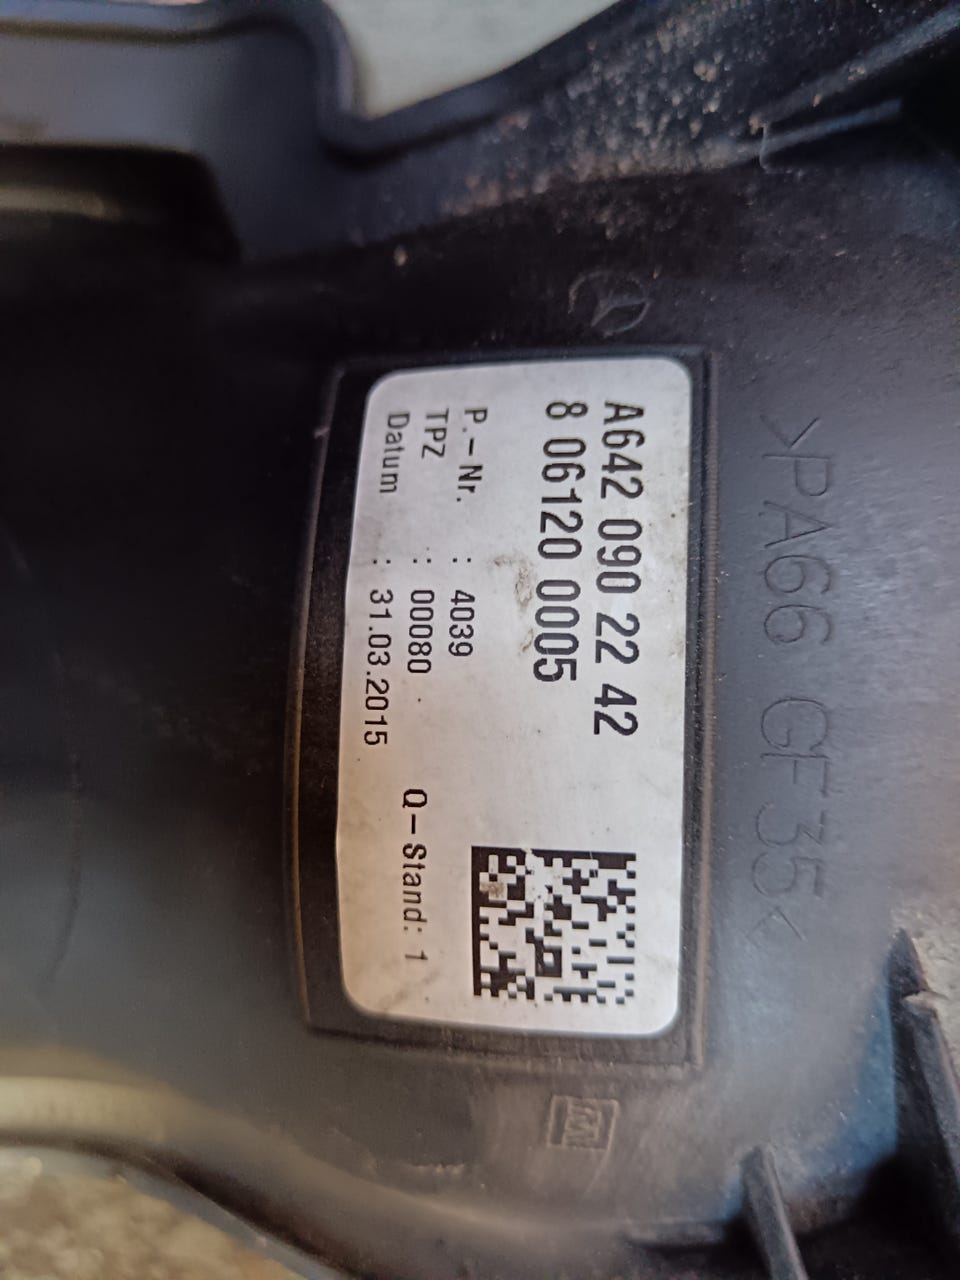 >PA66 GF35<
A642 090 22 42
8 06120 0005
P.-Nr. : 4039
TPZ : 00080 Q-Stand: 1
Datum : 31.03.2015